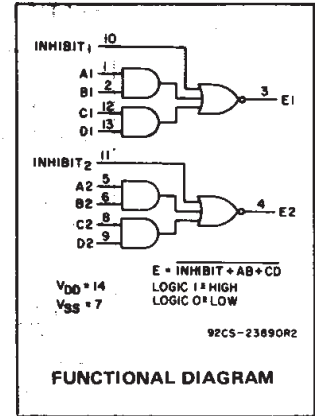 INHIBIT1 10
A1 1
B1 2
C1 12
D1 13
3 E1
INHIBIT2 11
A2 5
B2 6
C2 8
D2 9
4 E2
E = INHIBIT + AB + CD
VDD = 14 LOGIC 1 = HIGH
VSS = 7 LOGIC 0 = LOW
92CS-23890R2
FUNCTIONAL DIAGRAM